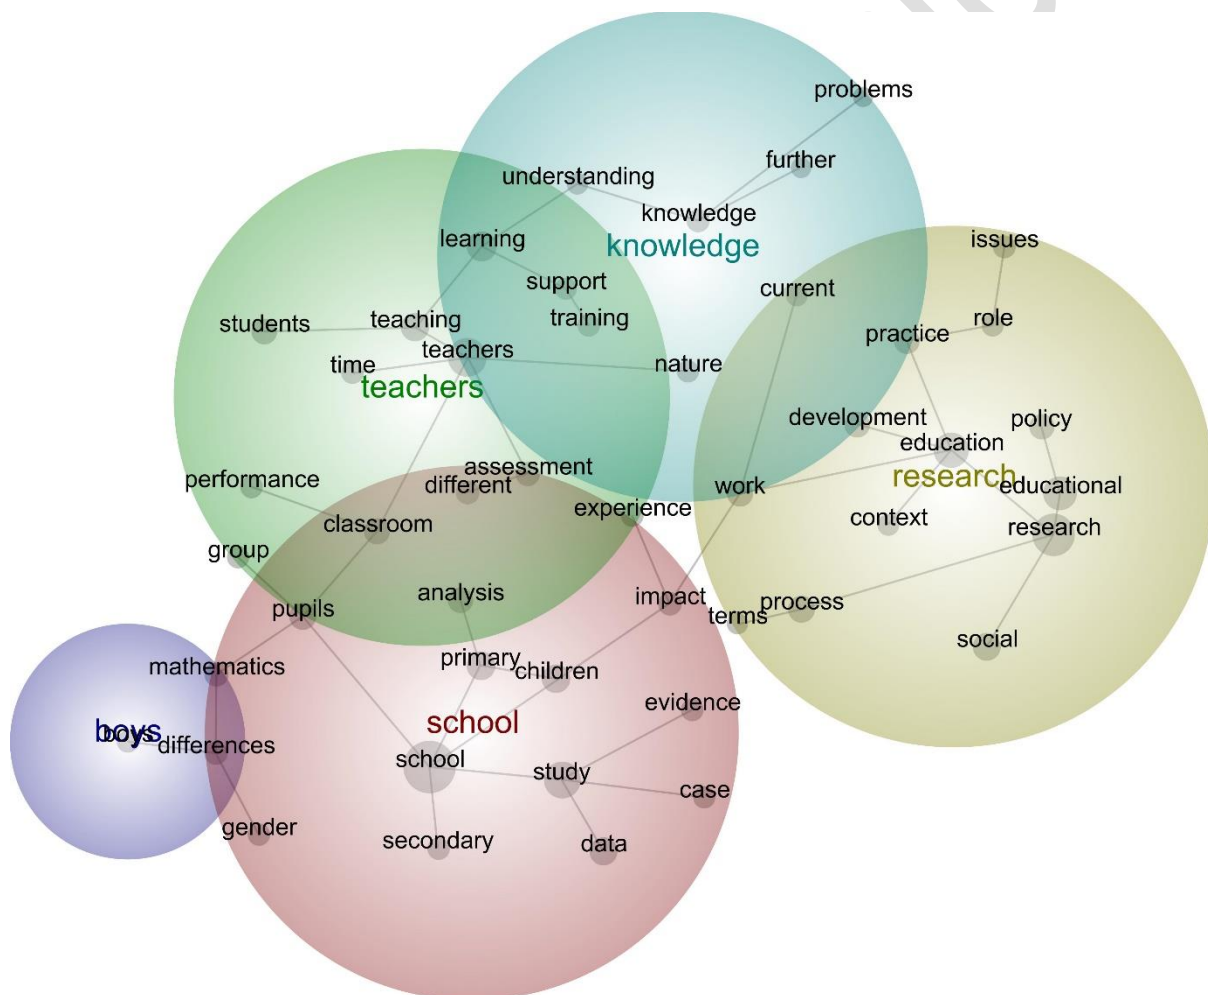 problems
further
understanding
knowledge
knowledge
learning
issues
support
current
training
students
teaching
practice
role
time
teachers
nature
teachers
development
policy
education
performance
assessment
different
work
research
educational
experience
context
research
classroom
group
analysis
impact
process
terms
pupils
social
mathematics
primary
children
evidence
boys
boys
differences
school
school
study
case
gender
secondary
data